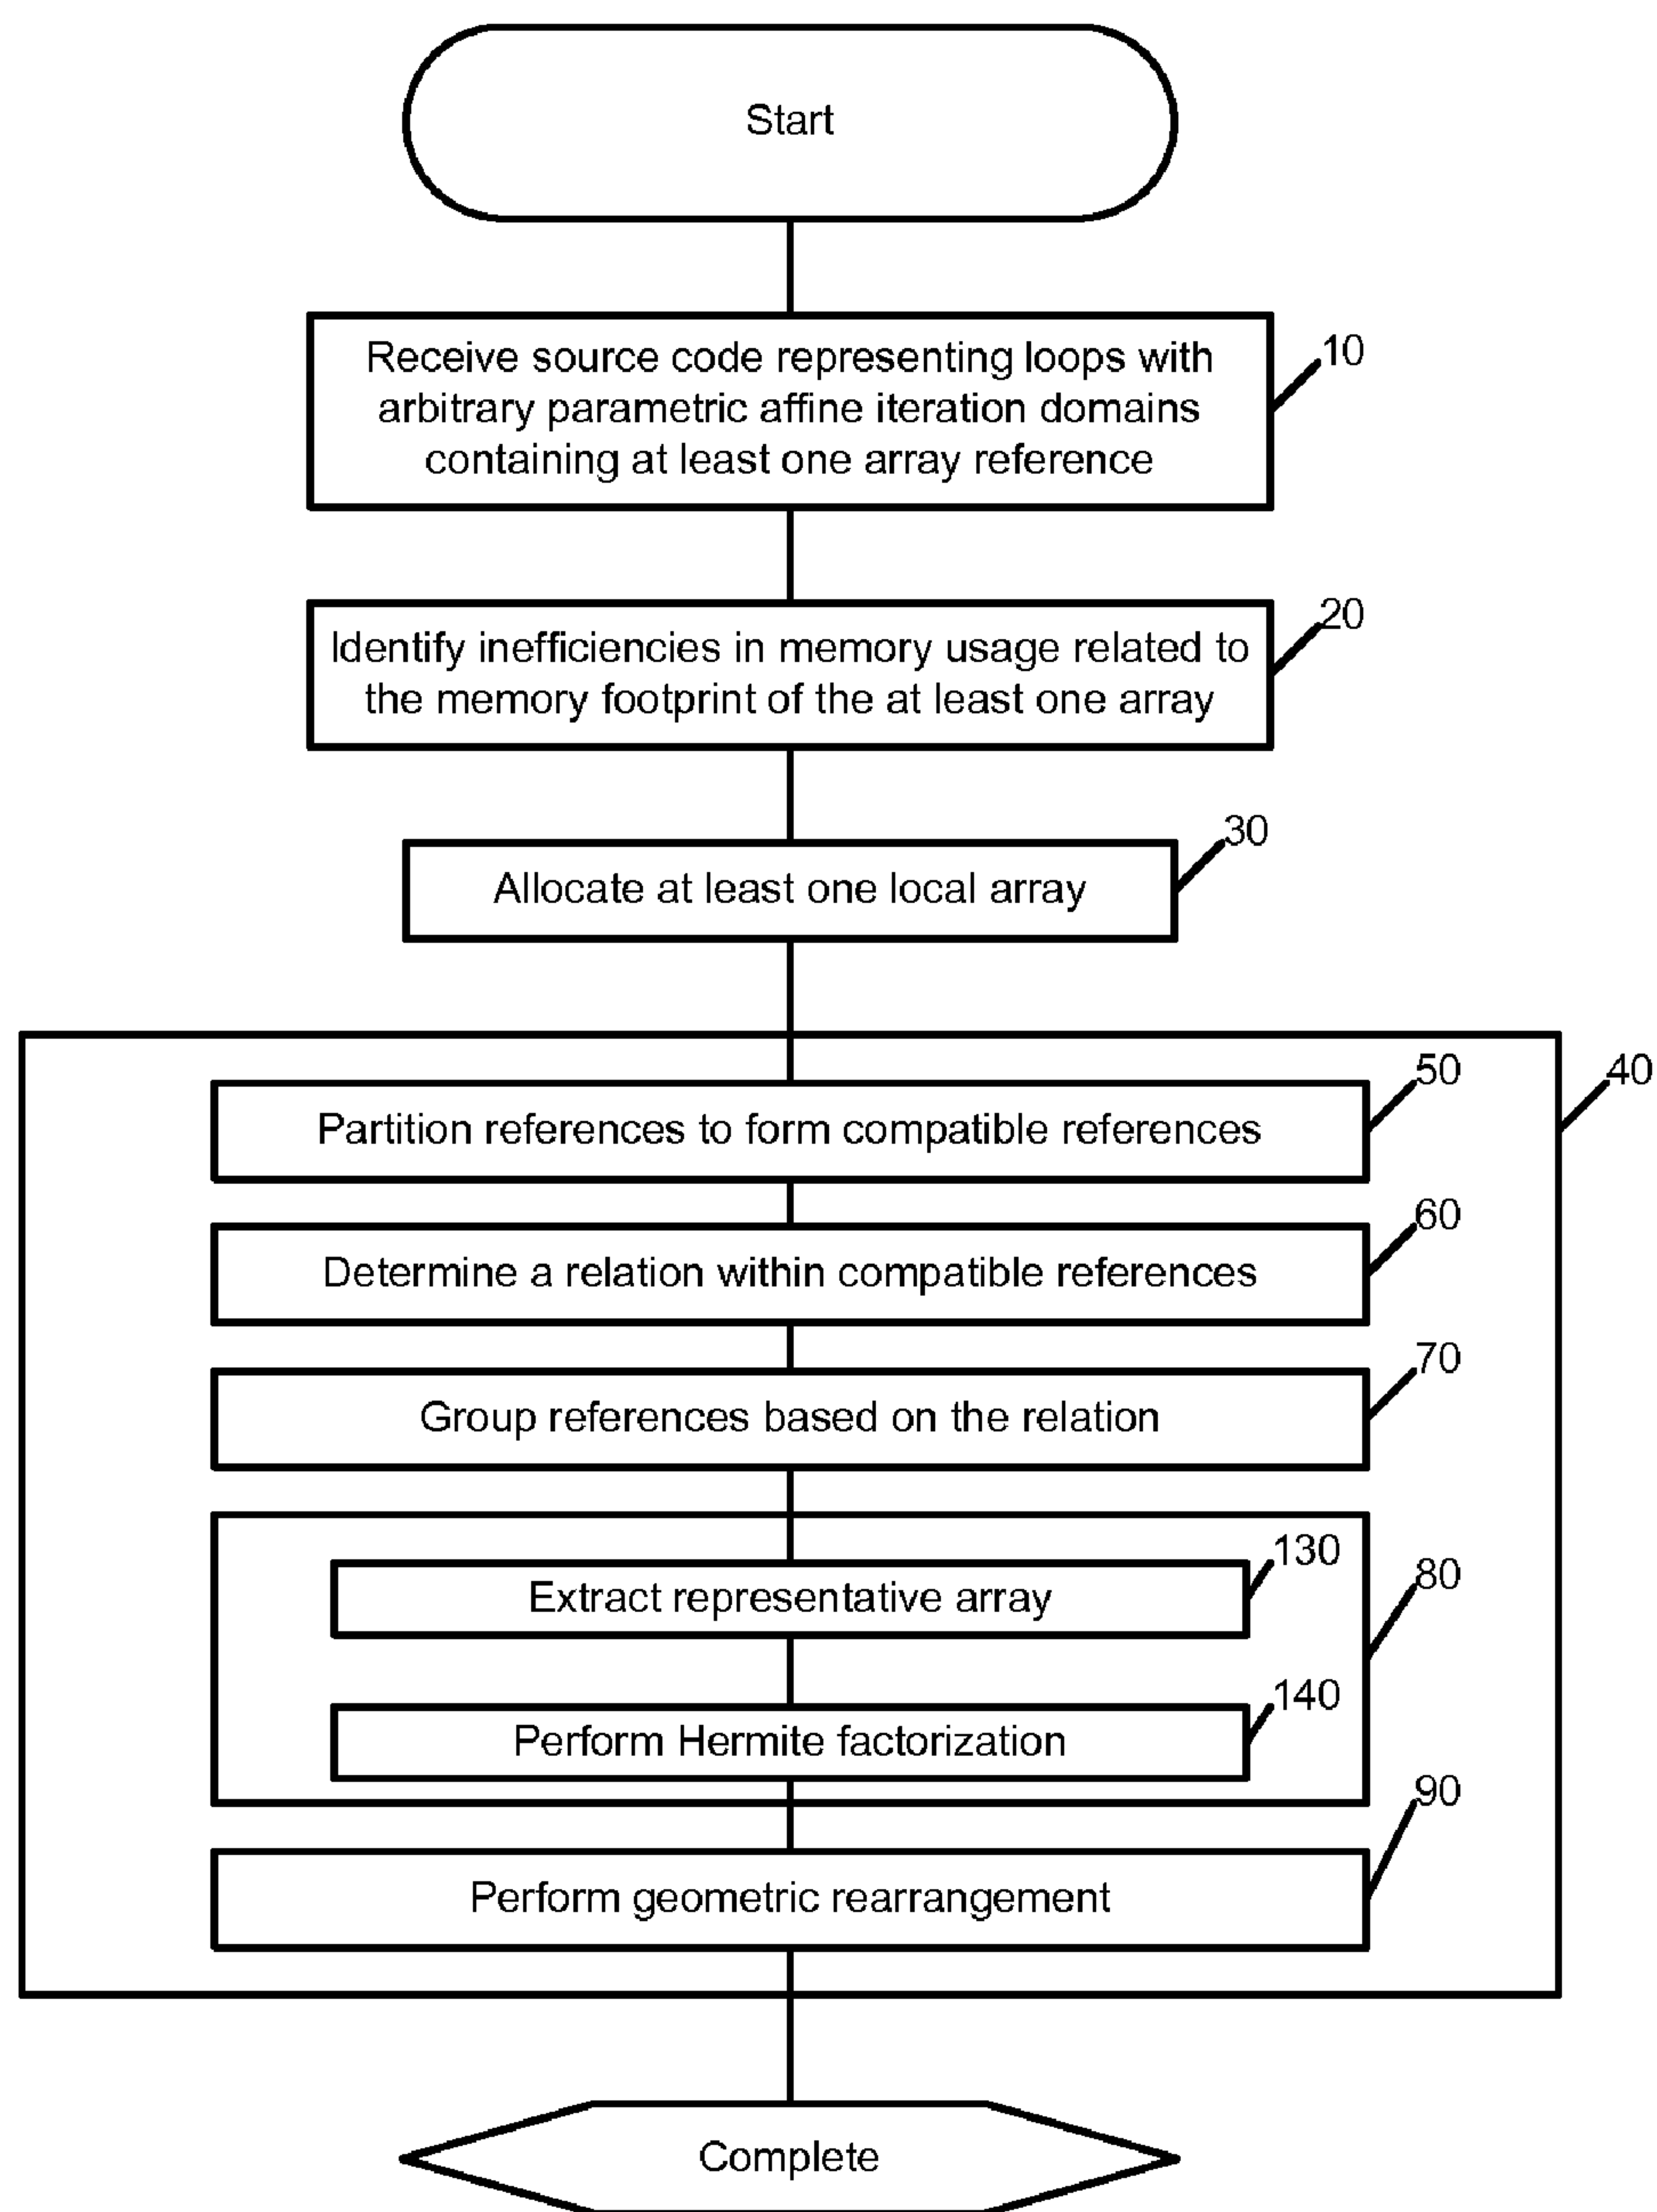 Start
Receive source code representing loops with
arbitrary parametric affine iteration domains
containing at least one array reference
10
Identify inefficiencies in memory usage related to
the memory footprint of the at least one array
20
Allocate at least one local array
30
40
Partition references to form compatible references
50
Determine a relation within compatible references
60
Group references based on the relation
70
80
Extract representative array
130
Perform Hermite factorization
140
Perform geometric rearrangement
90
Complete